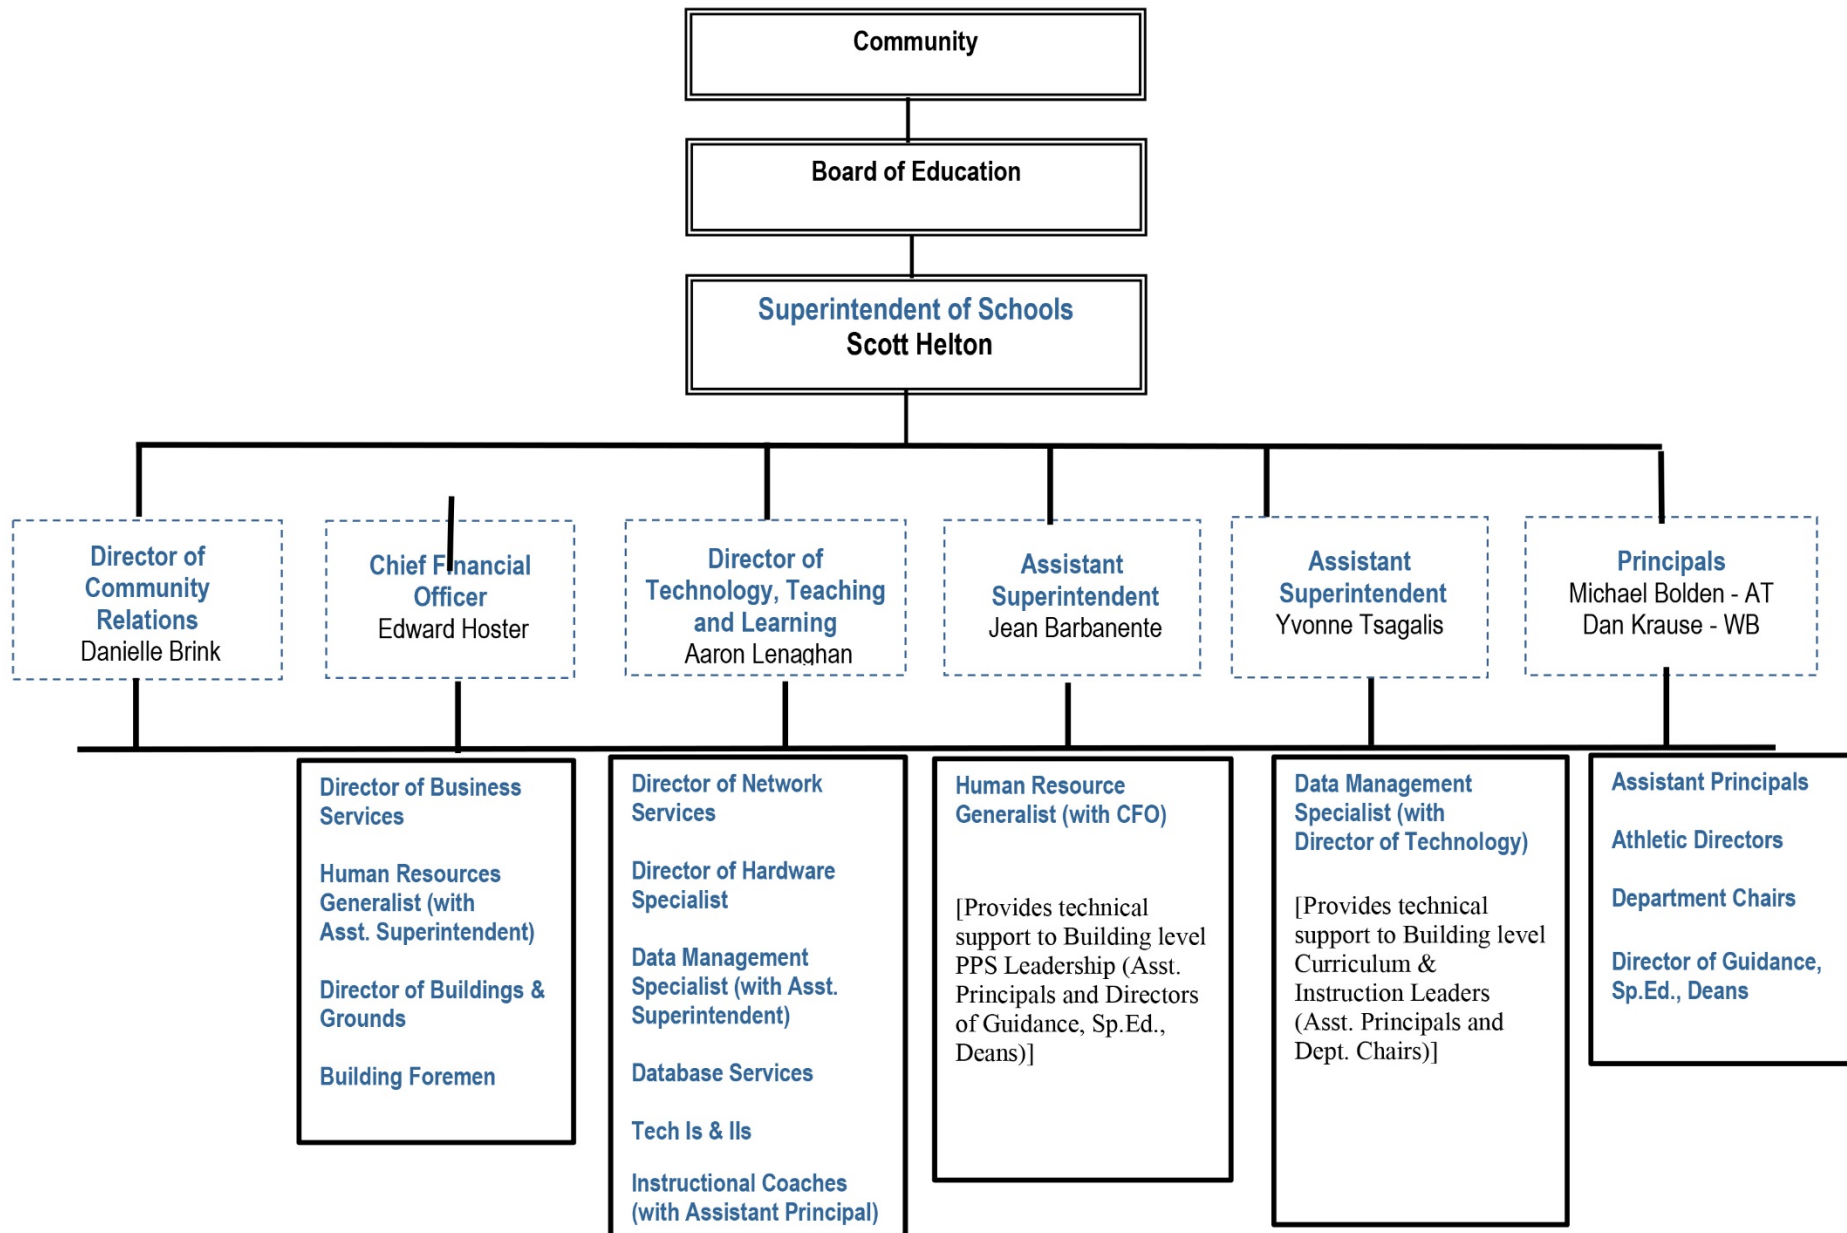 Community
Board of Education
Superintendent of Schools
Scott Helton
Director of
Community
Relations
Danielle Brink
Chief Financial
Officer
Edward Hoster
Director of
Technology, Teaching
and Learning
Aaron Lenaghan
Assistant
Superintendent
Jean Barbanente
Assistant
Superintendent
Yvonne Tsagalis
Principals
Michael Bolden - AT
Dan Krause - WB
Director of Business
Services
Human Resources
Generalist (with
Asst. Superintendent)
Director of Buildings &
Grounds
Building Foremen
Director of Network
Services
Director of Hardware
Specialist
Data Management
Specialist (with Asst.
Superintendent)
Database Services
Tech Is & IIs
Instructional Coaches
(with Assistant Principal)
Human Resource
Generalist (with CFO)
[Provides technical
support to Building level
PPS Leadership (Asst.
Principals and Directors
of Guidance, Sp.Ed.,
Deans)]
Data Management
Specialist (with
Director of Technology)
[Provides technical
support to Building level
Curriculum &
Instruction Leaders
(Asst. Principals and
Dept. Chairs)]
Assistant Principals
Athletic Directors
Department Chairs
Director of Guidance,
Sp.Ed., Deans